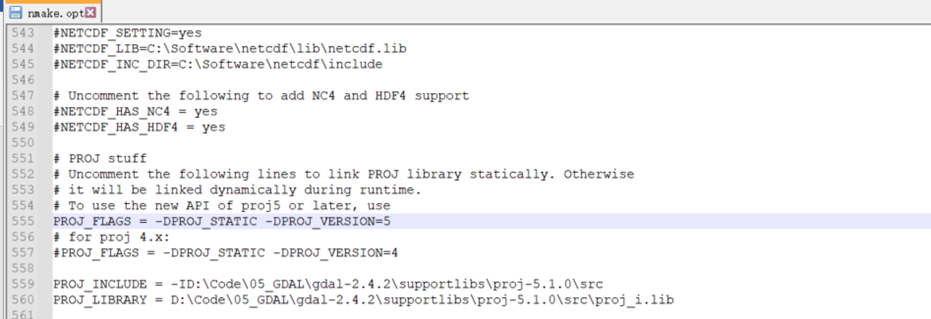 nmake.opt
543 #NETCDF_SETTING=yes
544 #NETCDF_LIB=C:\Software\netcdf\lib\netcdf.lib
545 #NETCDF_INC_DIR=C:\Software\netcdf\include
546
547 # Uncomment the following to add NC4 and HDF4 support
548 #NETCDF_HAS_NC4 = yes
549 #NETCDF_HAS_HDF4 = yes
550
551 # PROJ stuff
552 # Uncomment the following lines to link PROJ library statically. Otherwise
553 # it will be linked dynamically during runtime.
554 # To use the new API of proj5 or later, use
555 PROJ_FLAGS = -DPROJ_STATIC -DPROJ_VERSION=5
556 # for proj 4.x:
557 #PROJ_FLAGS = -DPROJ_STATIC -DPROJ_VERSION=4
558
559 PROJ_INCLUDE = -ID:\Code\05_GDAL\gdal-2.4.2\supportlibs\proj-5.1.0\src
560 PROJ_LIBRARY = D:\Code\05_GDAL\gdal-2.4.2\supportlibs\proj-5.1.0\src\proj_i.lib
561